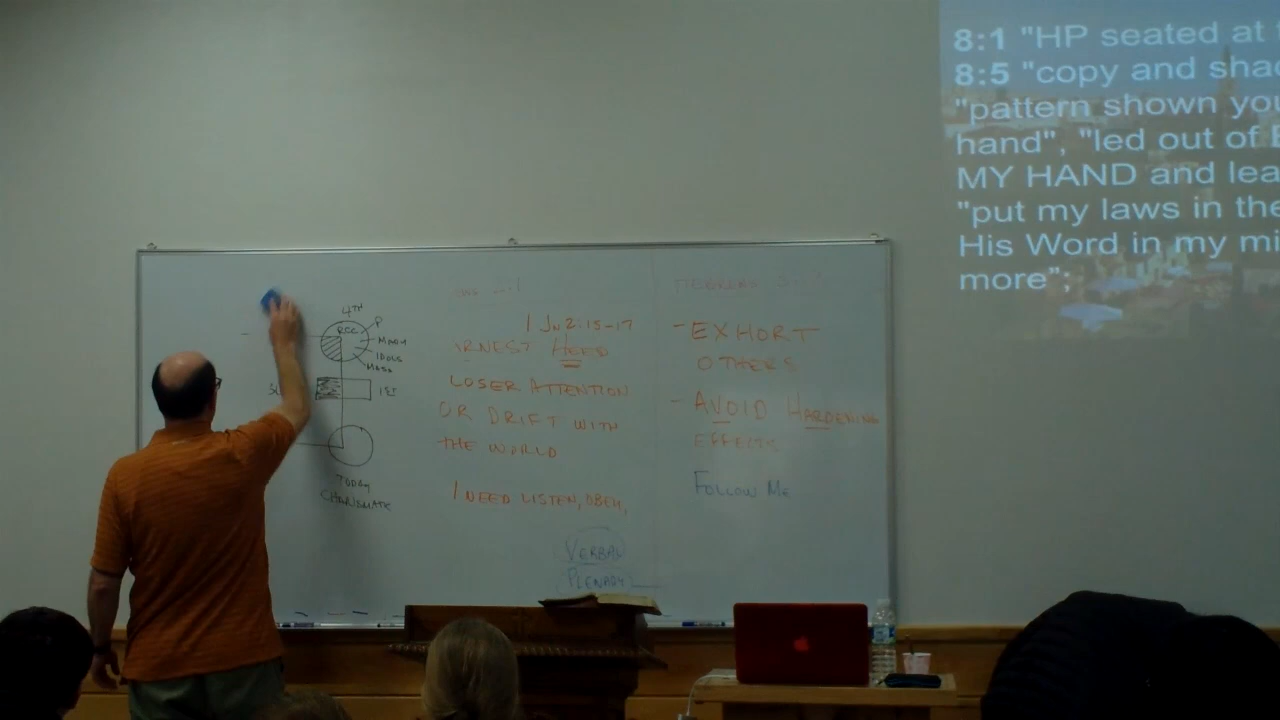 8:1 "HP seated at
8:5 "copy and shad
"pattern shown you
hand", "led out of
MY HAND and lea
"put my laws in the
His Word in my mi
more";
4TH
RCC
P
MARY
IDOLS
MASS
1ST
TODAY
CHARISMATIC
1 JN 2:15-17
RNEST HEED
LOSER ATTENTION
OR DRIFT WITH
THE WORLD
I NEED LISTEN, OBEY,
VERBAL
PLENARY
HEBREWS
- EXHORT
OTHERS
- AVOID HARDENING
EFFECTS
FOLLOW ME